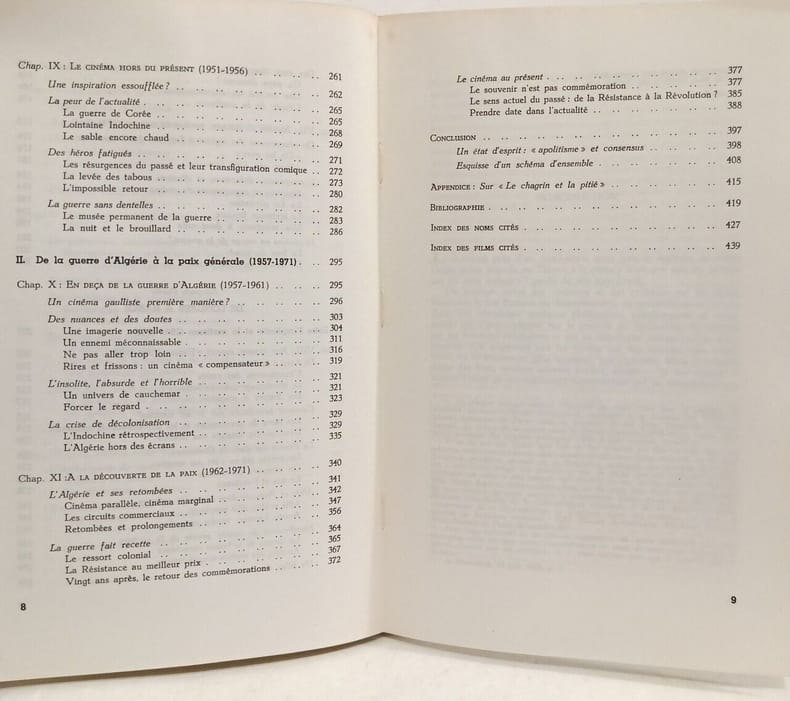 Chap. IX : LE CINÉMA HORS DU PRÉSENT (1951-1956) .. .. .. .. 261
Une inspiration essoufflée ? .. .. .. .. .. .. .. .. 262
La peur de l'actualité . .. .. .. .. .. .. .. .. .. 265
La guerre de Corée .. .. .. .. .. .. .. .. .. 265
Lointaine Indochine .. .. .. .. .. .. .. .. .. 268
Le sable encore chaud .. .. .. .. .. .. .. .. 269
Des héros fatigués .. .. .. .. .. .. .. .. .. .. 271
Les résurgences du passé et leur transfiguration comique .. 272
La levée des tabous .. .. .. .. .. .. .. .. .. 273
L'impossible retour .. .. .. .. .. .. .. .. .. 280
La guerre sans dentelles .. .. .. .. .. .. .. .. .. 282
Le musée permanent de la guerre .. .. .. .. .. .. 283
La nuit et le brouillard .. .. .. .. .. .. .. .. 286
II. De la guerre d'Algérie à la paix générale (1957-1971) . .. 295
Chap. X : EN DEÇA DE LA GUERRE D'ALGÉRIE (1957-1961) .. .. .. 295
Un cinéma gaulliste première manière ? .. .. .. .. .. 296
Des nuances et des doutes .. .. .. .. .. .. .. .. 303
Une imagerie nouvelle . .. .. .. .. .. .. .. .. 304
Un ennemi méconnaissable . .. .. .. .. .. .. .. 311
Ne pas aller trop loin .. .. .. .. .. .. .. .. 316
Rires et frissons : un cinéma « compensateur » .. .. .. 319
L'insolite, l'absurde et l'horrible .. .. .. .. .. .. .. 321
Un univers de cauchemar . .. .. .. .. .. .. .. 321
Forcer le regard . .. .. .. .. .. .. .. .. .. 323
La crise de décolonisation .. .. .. .. .. .. .. .. 329
L'Indochine rétrospectivement .. .. .. .. .. .. .. 329
L'Algérie hors des écrans .. .. .. .. .. .. .. .. 335
Chap. XI : A LA DÉCOUVERTE DE LA PAIX (1962-1971) .. .. .. .. 340
L'Algérie et ses retombées .. .. .. .. .. .. .. .. 341
Cinéma parallèle, cinéma marginal .. .. .. .. .. .. 342
Les circuits commerciaux .. .. .. .. .. .. .. .. 347
Retombées et prolongements .. .. .. .. .. .. .. 356
La guerre fait recette .. .. .. .. .. .. .. .. .. 364
Le ressort colonial .. .. .. .. .. .. .. .. .. 365
La Résistance au meilleur prix . .. .. .. .. .. .. 367
Vingt ans après, le retour des commémorations .. .. .. 372
8
Le cinéma au présent . .. .. .. .. .. .. .. .. .. 377
Le souvenir n'est pas commémoration .. .. .. .. .. 377
Le sens actuel du passé : de la Résistance à la Révolution ? 385
Prendre date dans l'actualité .. .. .. .. .. .. .. 388
CONCLUSION .. .. .. .. .. .. .. .. .. .. .. .. .. 397
Un état d'esprit : « apolitisme » et consensus .. .. .. .. 398
Esquisse d'un schéma d'ensemble . .. .. .. .. .. .. 408
APPENDICE : Sur « Le chagrin et la pitié » .. .. .. .. .. .. 415
BIBLIOGRAPHIE . .. .. .. .. .. .. .. .. .. .. .. .. 419
INDEX DES NOMS CITÉS . .. .. .. .. .. .. .. .. .. .. 427
INDEX DES FILMS CITÉS . .. .. .. .. .. .. .. .. .. .. 439
9